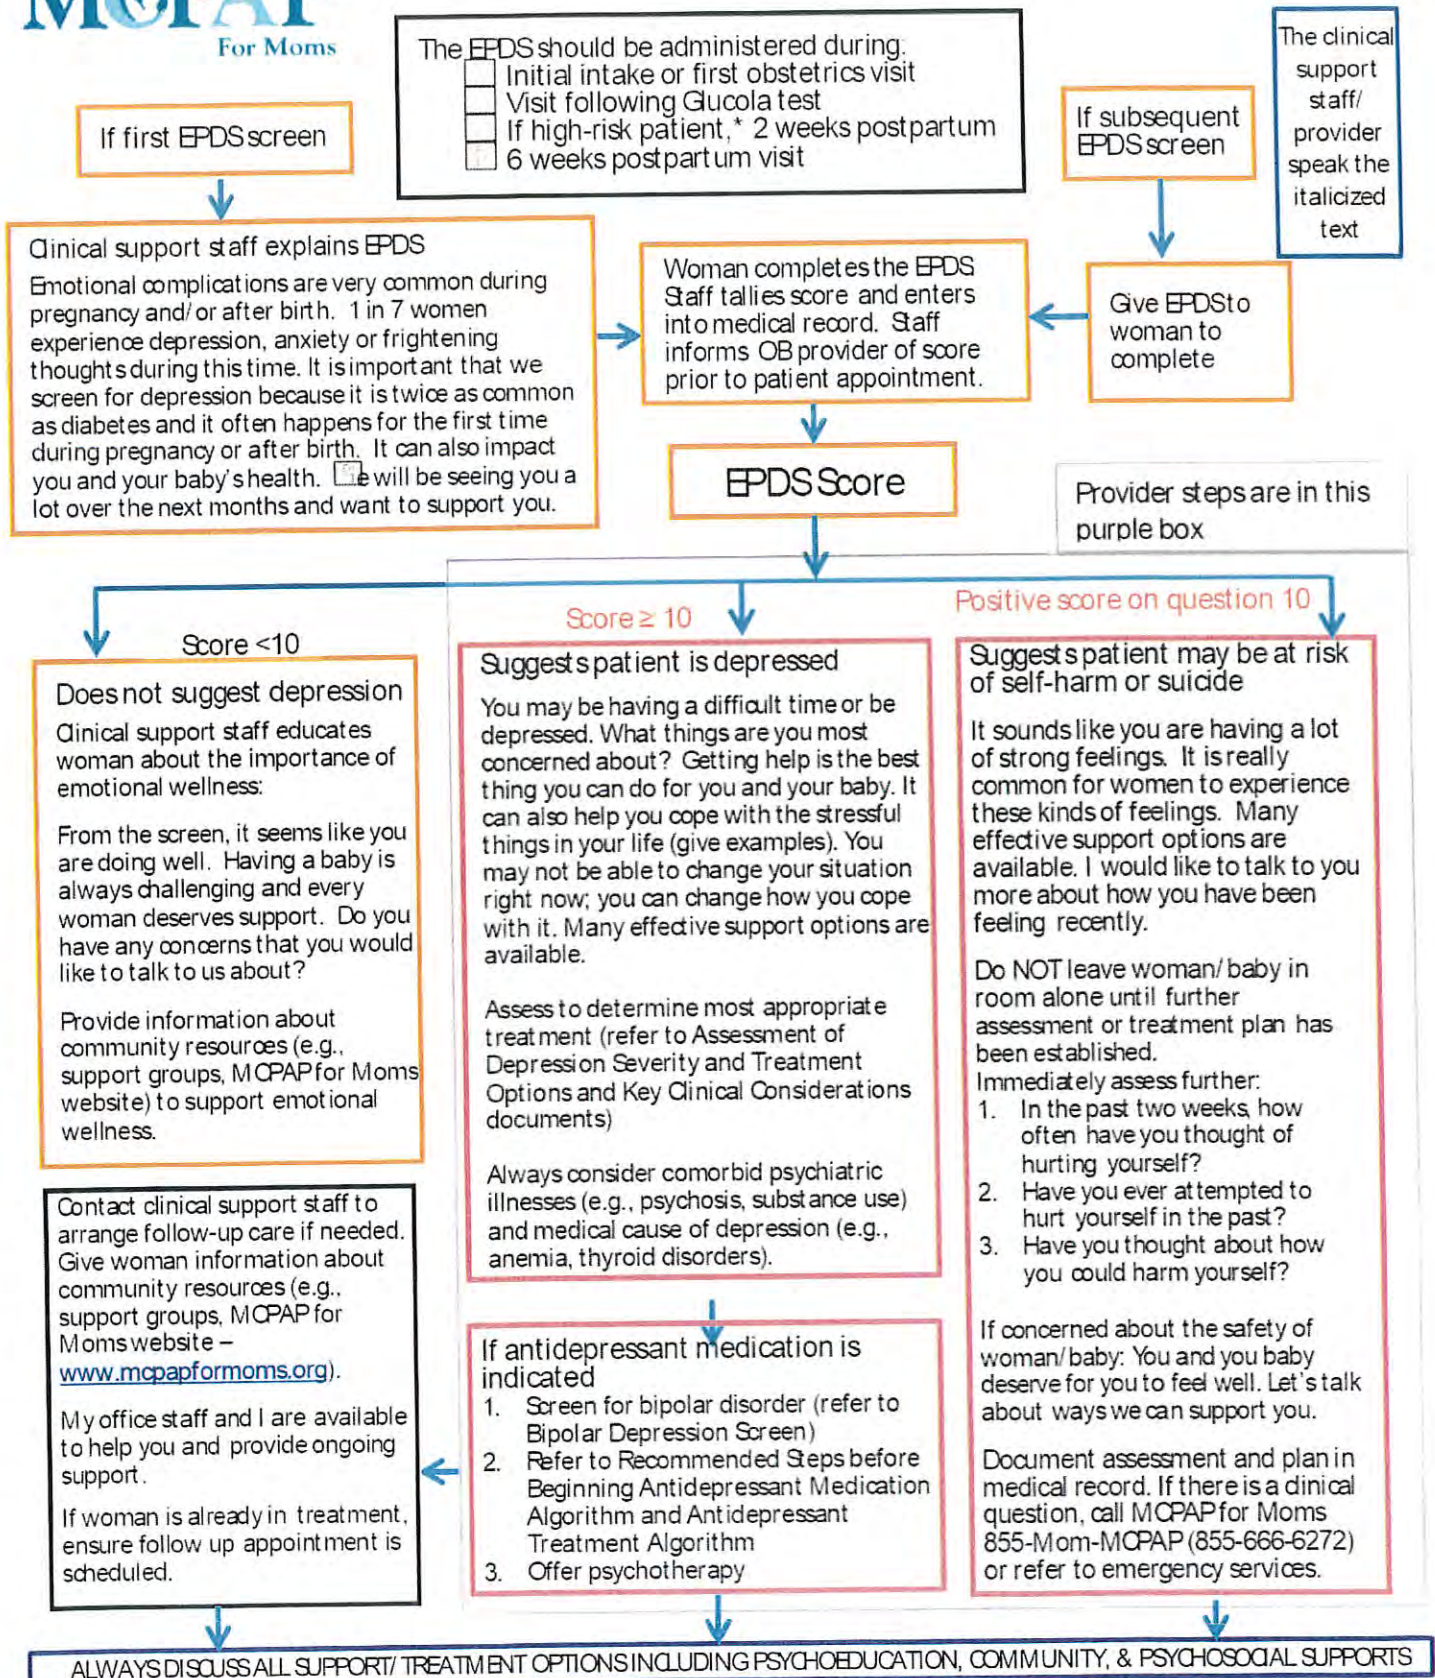 MCPAP
For Moms
The EPDS should be administered during:
Initial intake or first obstetrics visit
Visit following Glucola test
If high-risk patient,* 2 weeks postpartum
6 weeks postpartum visit
The clinical
support
staff/
provider
speak the
italicized
text
If first EPDS screen
If subsequent
EPDS screen
Clinical support staff explains EPDS
Emotional complications are very common during
pregnancy and/or after birth. 1 in 7 women
experience depression, anxiety or frightening
thoughts during this time. It is important that we
screen for depression because it is twice as common
as diabetes and it often happens for the first time
during pregnancy or after birth. It can also impact
you and your baby's health. will be seeing you a
lot over the next months and want to support you.
Woman completes the EPDS
Staff tallies score and enters
into medical record. Staff
informs OB provider of score
prior to patient appointment.
Give EPDS to
woman to
complete
EPDS Score
Provider steps are in this
purple box
Score <10
Does not suggest depression
Clinical support staff educates
woman about the importance of
emotional wellness:
From the screen, it seems like you
are doing well. Having a baby is
always challenging and every
woman deserves support. Do you
have any concerns that you would
like to talk to us about?
Provide information about
community resources (e.g.,
support groups, MCPAP for Moms
website) to support emotional
wellness.
Score ≥ 10
Suggests patient is depressed
You may be having a difficult time or be
depressed. What things are you most
concerned about? Getting help is the best
thing you can do for you and your baby. It
can also help you cope with the stressful
things in your life (give examples). You
may not be able to change your situation
right now; you can change how you cope
with it. Many effective support options are
available.
Assess to determine most appropriate
treatment (refer to Assessment of
Depression Severity and Treatment
Options and Key Clinical Considerations
documents)
Always consider comorbid psychiatric
illnesses (e.g., psychosis, substance use)
and medical cause of depression (e.g.,
anemia, thyroid disorders).
Positive score on question 10
Suggests patient may be at risk
of self-harm or suicide
It sounds like you are having a lot
of strong feelings. It is really
common for women to experience
these kinds of feelings. Many
effective support options are
available. I would like to talk to you
more about how you have been
feeling recently.
Do NOT leave woman/baby in
room alone until further
assessment or treatment plan has
been established.
Immediately assess further:
1. In the past two weeks, how
often have you thought of
hurting yourself?
2. Have you ever attempted to
hurt yourself in the past?
3. Have you thought about how
you could harm yourself?
If concerned about the safety of
woman/baby: You and you baby
deserve for you to feel well. Let's talk
about ways we can support you.
Document assessment and plan in
medical record. If there is a clinical
question, call MCPAP for Moms
855-Mom-MCPAP (855-666-6272)
or refer to emergency services.
Contact clinical support staff to
arrange follow-up care if needed.
Give woman information about
community resources (e.g.,
support groups, MCPAP for
Moms website –
www.mcpapformoms.org).
My office staff and I are available
to help you and provide ongoing
support.
If woman is already in treatment,
ensure follow up appointment is
scheduled.
If antidepressant medication is
indicated
1. Screen for bipolar disorder (refer to
Bipolar Depression Screen)
2. Refer to Recommended Steps before
Beginning Antidepressant Medication
Algorithm and Antidepressant
Treatment Algorithm
3. Offer psychotherapy
ALWAYS DISCUSS ALL SUPPORT/ TREATMENT OPTIONS INCLUDING PSYCHOEDUCATION, COMMUNITY, & PSYCHOSOCIAL SUPPORTS